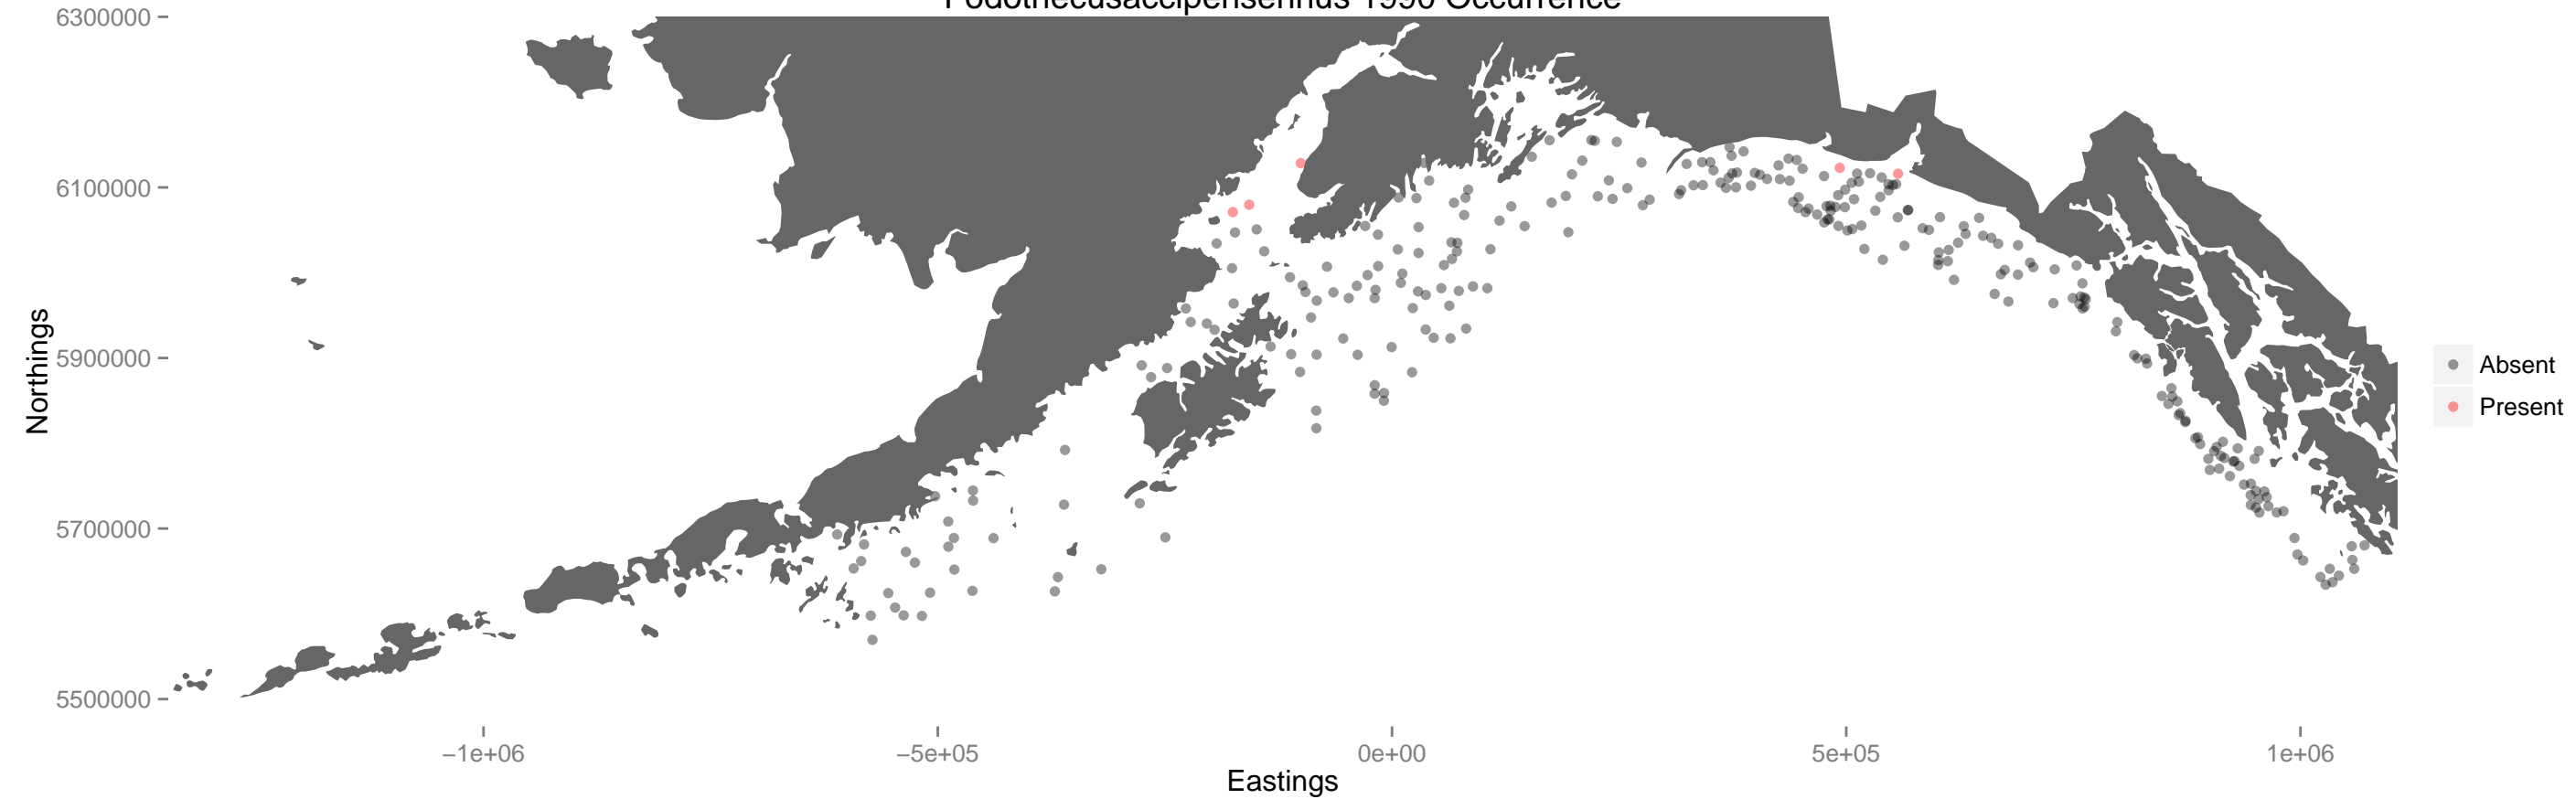 Podothecusaccipenserinus 1990 Occurrence
6300000
6100000
5900000
5700000
5500000
Northings
−1e+06
−5e+05
0e+00
5e+05
1e+06
Eastings
Absent
Present